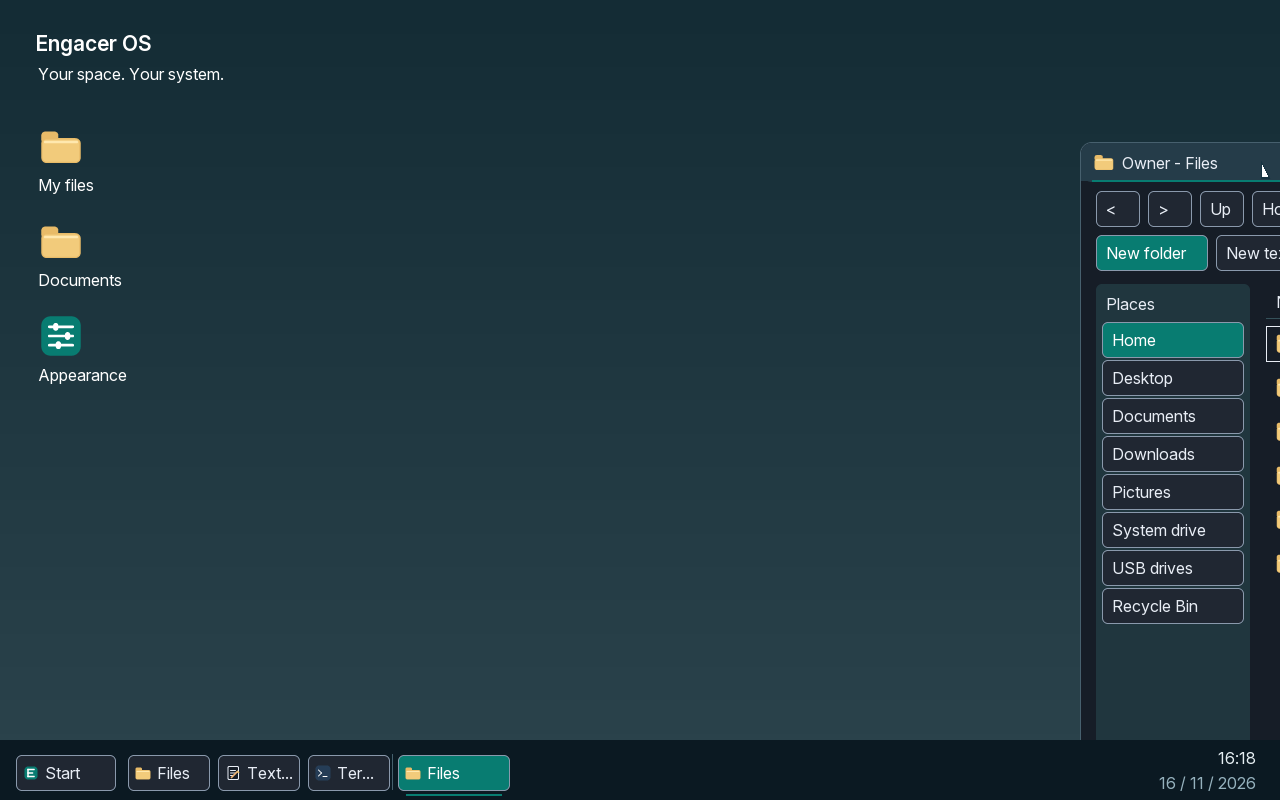 Engacer OS
Your space. Your system.
My files
Documents
Appearance
Owner - Files
< > Up
New folder
Places
Home
Desktop
Documents
Downloads
Pictures
System drive
USB drives
Recycle Bin
Start Files Text... Ter... Files
16:18
16 / 11 / 2026